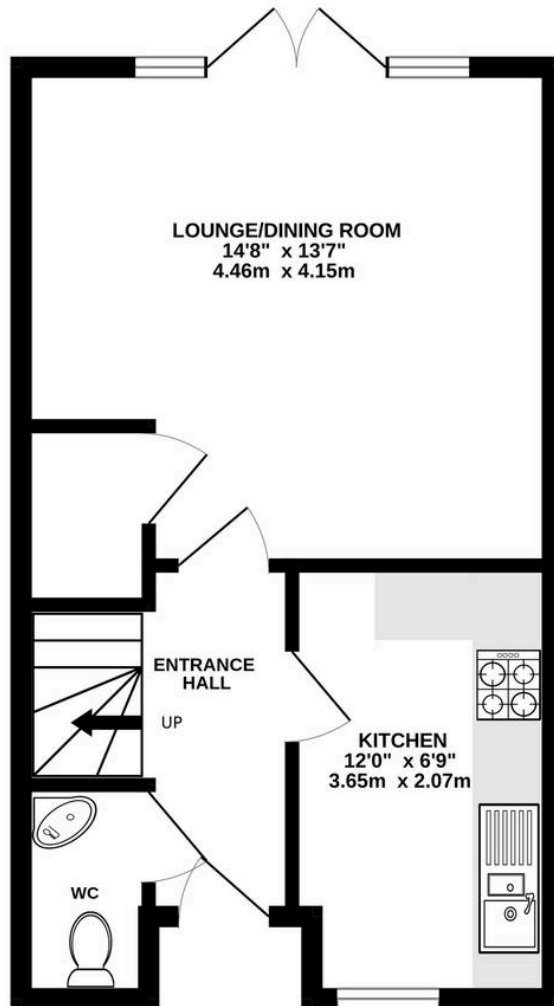 LOUNGE/DINING ROOM
14'8" x 13'7"
4.46m x 4.15m
ENTRANCE
HALL
UP
KITCHEN
12'0" x 6'9"
3.65m x 2.07m
WC